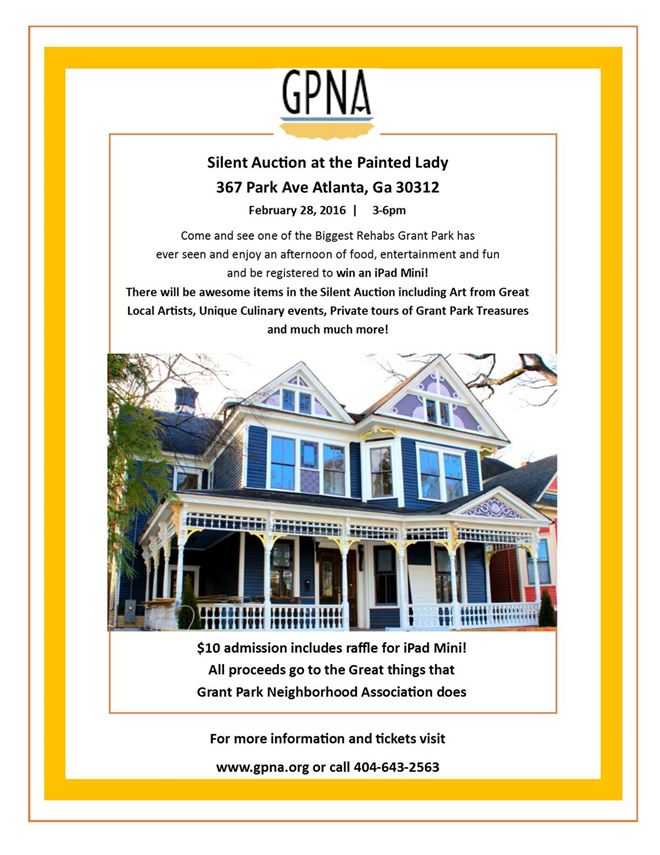 GPNA
Silent Auction at the Painted Lady
367 Park Ave Atlanta, Ga 30312
February 28, 2016 | 3-6pm
Come and see one of the Biggest Rehabs Grant Park has
ever seen and enjoy an afternoon of food, entertainment and fun
and be registered to win an iPad Mini!
There will be awesome items in the Silent Auction including Art from Great
Local Artists, Unique Culinary events, Private tours of Grant Park Treasures
and much much more!
$10 admission includes raffle for iPad Mini!
All proceeds go to the Great things that
Grant Park Neighborhood Association does
For more information and tickets visit
www.gpna.org or call 404-643-2563